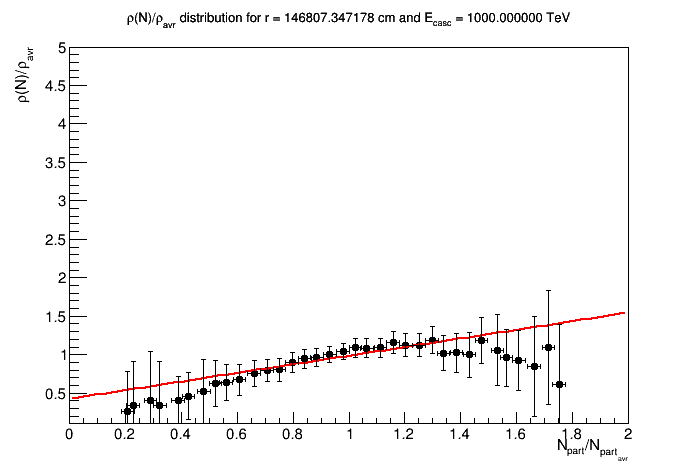 ρ(N)/ρavr distribution for r = 146807.347178 cm and Ecasc = 1000.000000 TeV
ρ(N)/ρavr
5
4.5
4
3.5
3
2.5
2
1.5
1
0.5
0 0.2 0.4 0.6 0.8 1 1.2 1.4 1.6 1.8 2
Npart/Npartavr